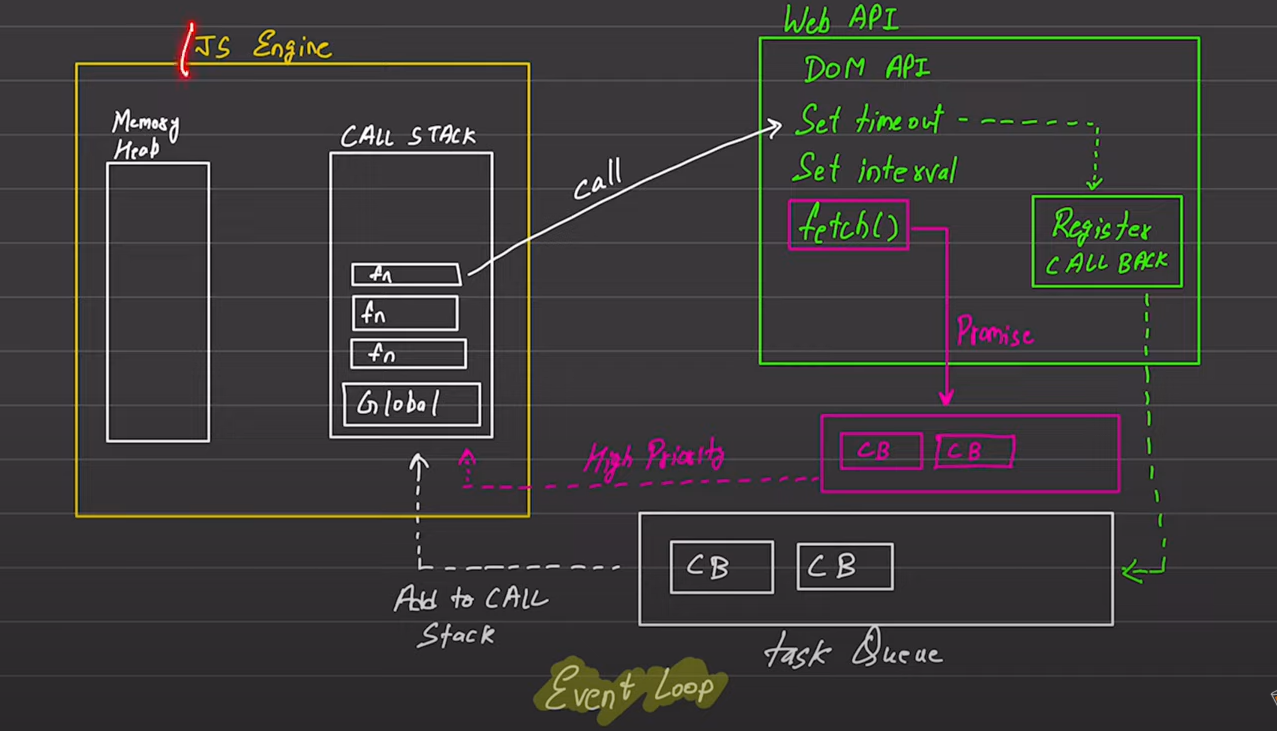 JS Engine
Memory
Heap
CALL STACK
fn
fn
fn
Global
call
Web API
DOM API
Set timeout
Set interval
fetch()
Register
CALL BACK
Promise
High Priority
CB CB
CB CB
Add to CALL
Stack
task Queue
Event Loop